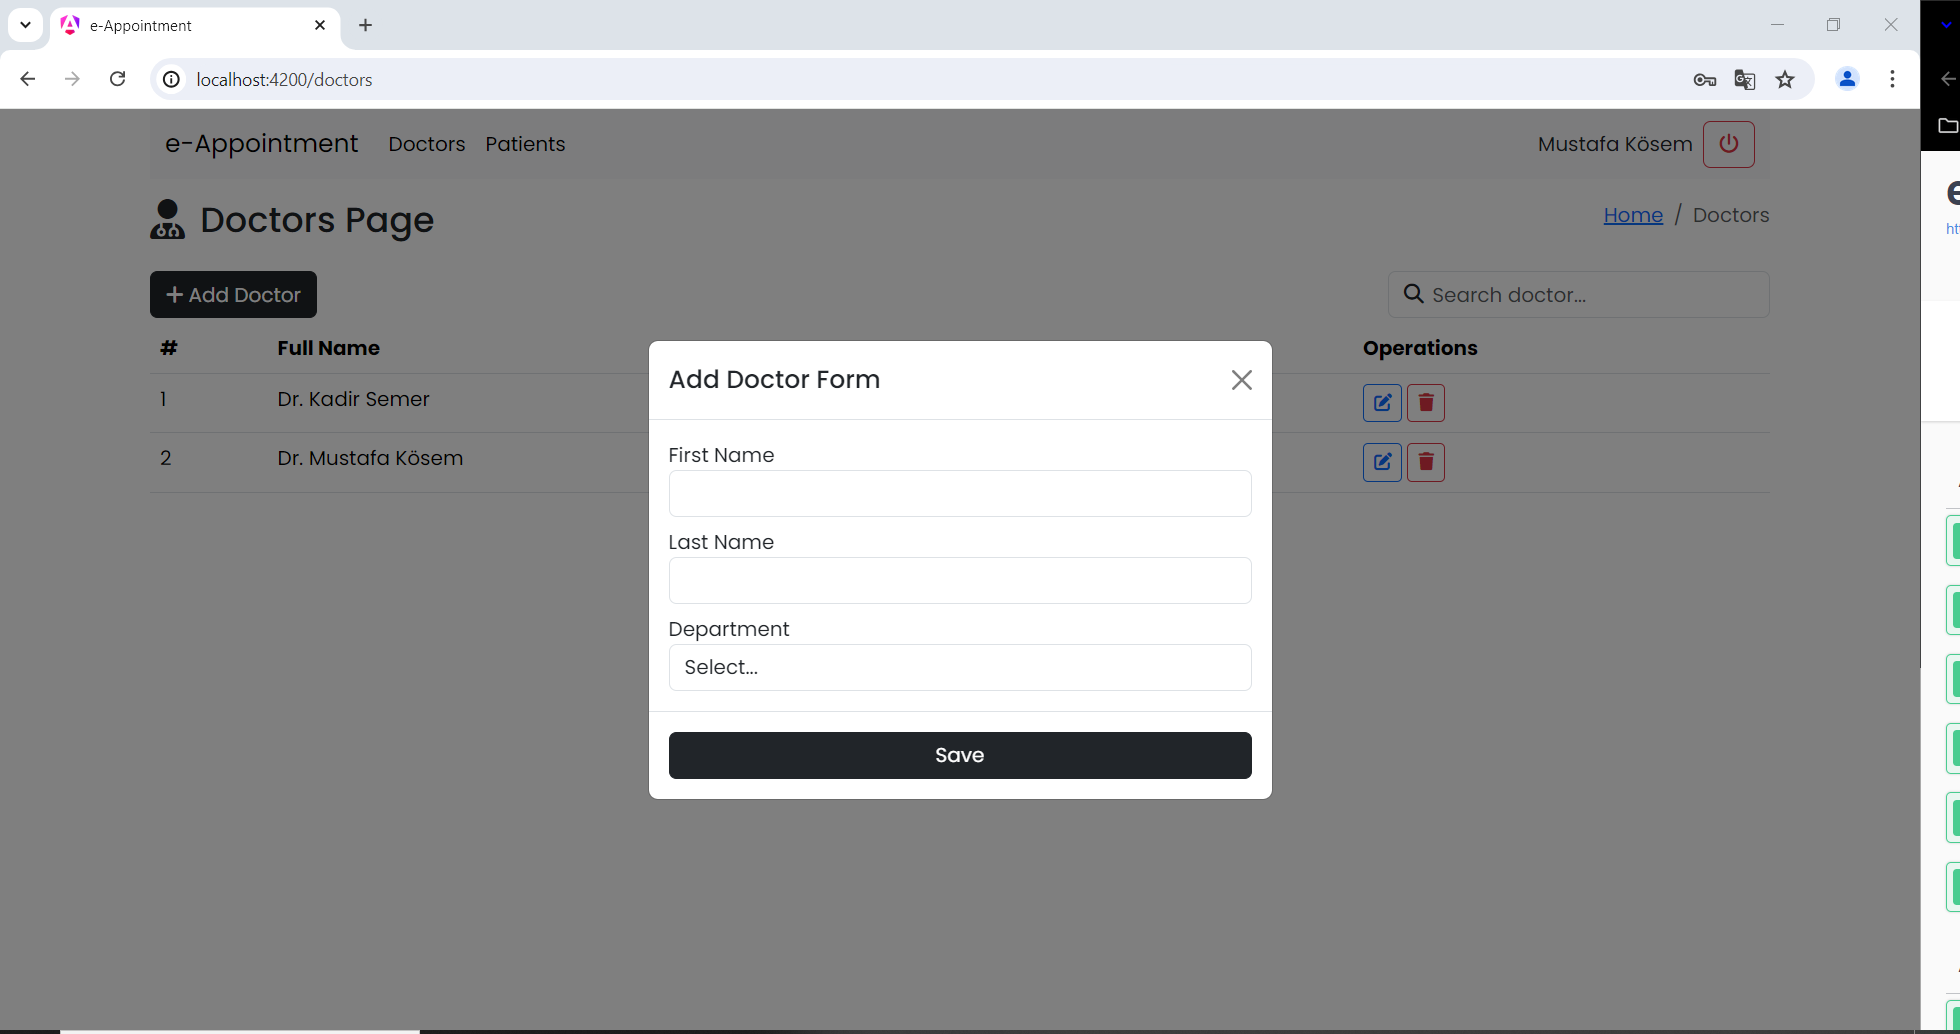 e-Appointment
localhost:4200/doctors
e-Appointment Doctors Patients Mustafa Kösem
Doctors Page Home / Doctors
Add Doctor Search doctor...
# Full Name Operations
1 Dr. Kadir Semer
2 Dr. Mustafa Kösem
Add Doctor Form
First Name
Last Name
Department
Select...
Save